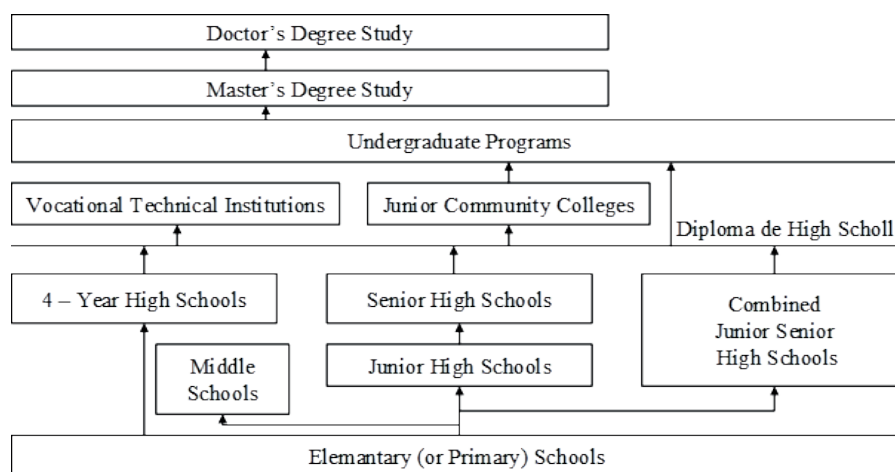 Doctor's Degree Study
Master's Degree Study
Undergraduate Programs
Vocational Technical Institutions
Junior Community Colleges
Diploma de High Scholl
4 – Year High Schools
Senior High Schools
Combined
Junior Senior
High Schools
Middle
Schools
Junior High Schools
Elemantary (or Primary) Schools